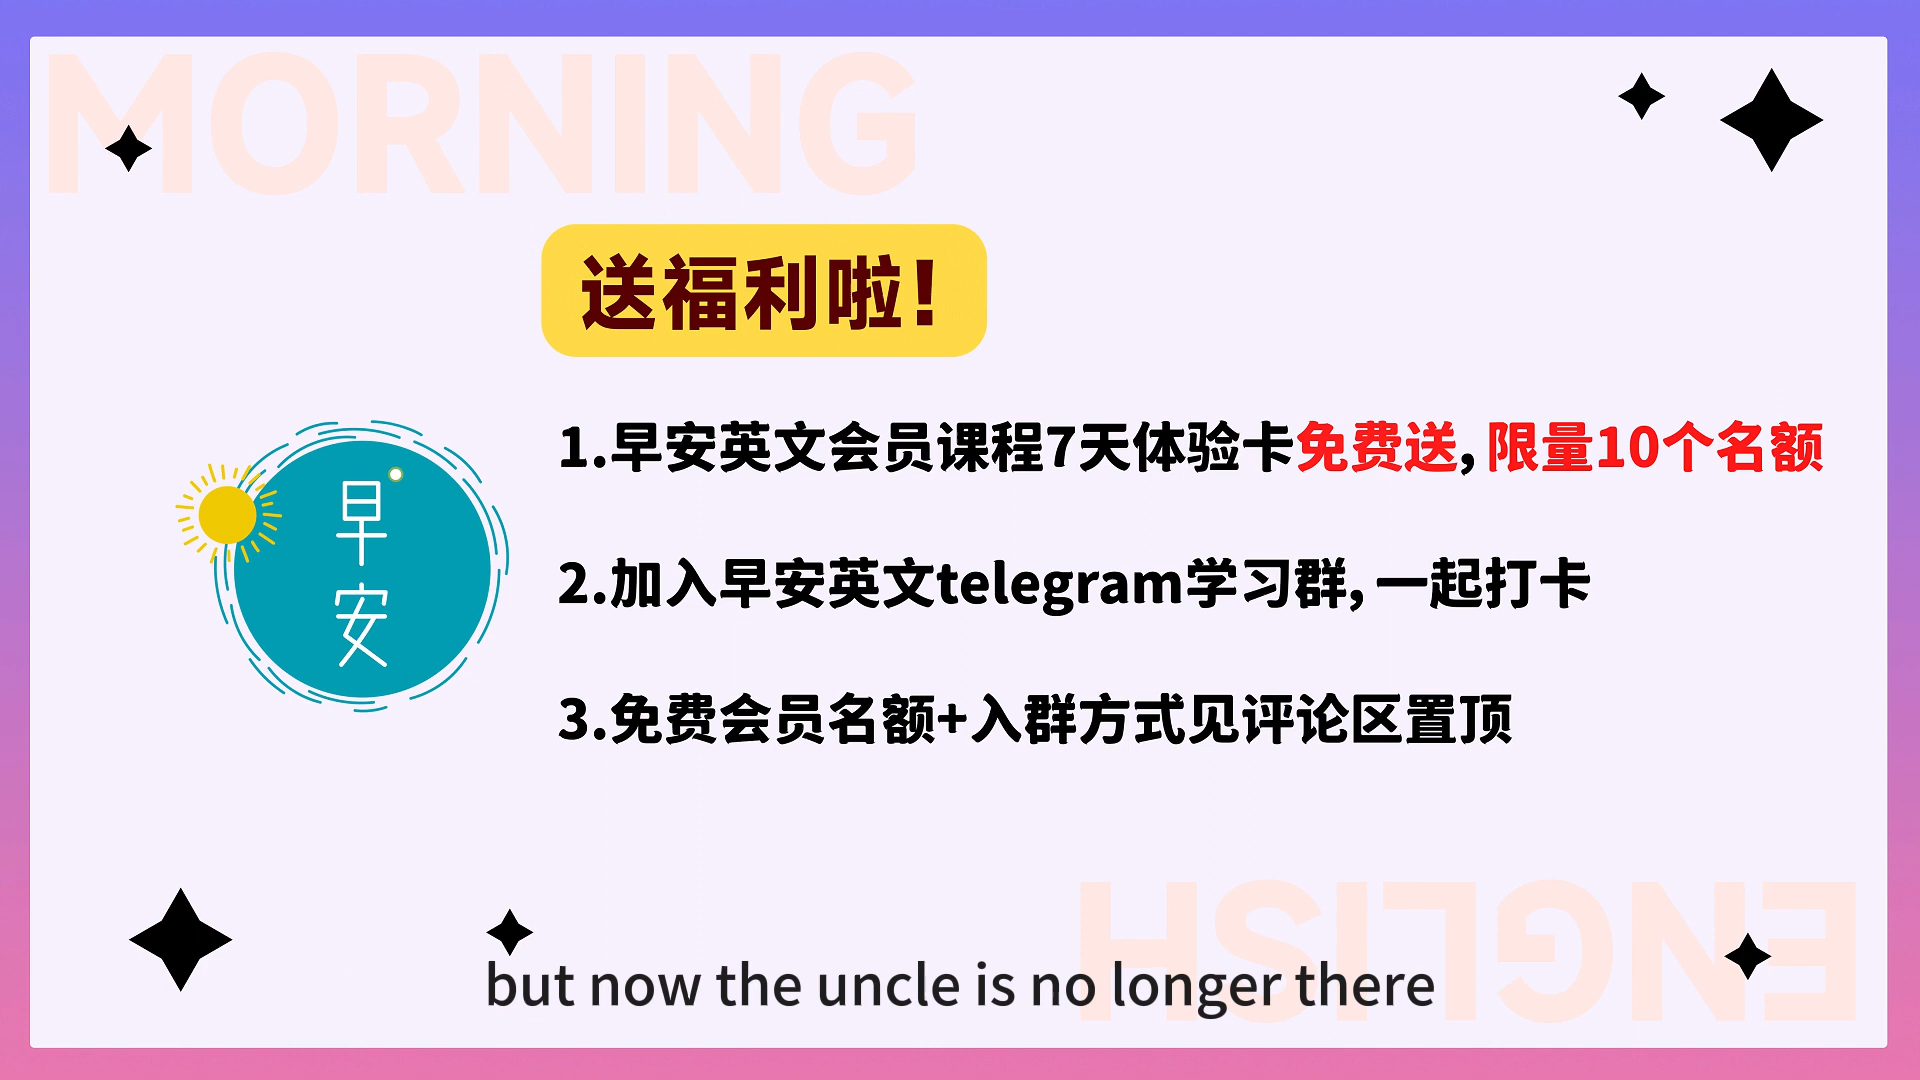 MORNING
送福利啦!
1.早安英文会员课程7天体验卡免费送,限量10个名额
早安
2.加入早安英文telegram学习群,一起打卡
3.免费会员名额+入群方式见评论区置顶
ENGLISH
but now the uncle is no longer there